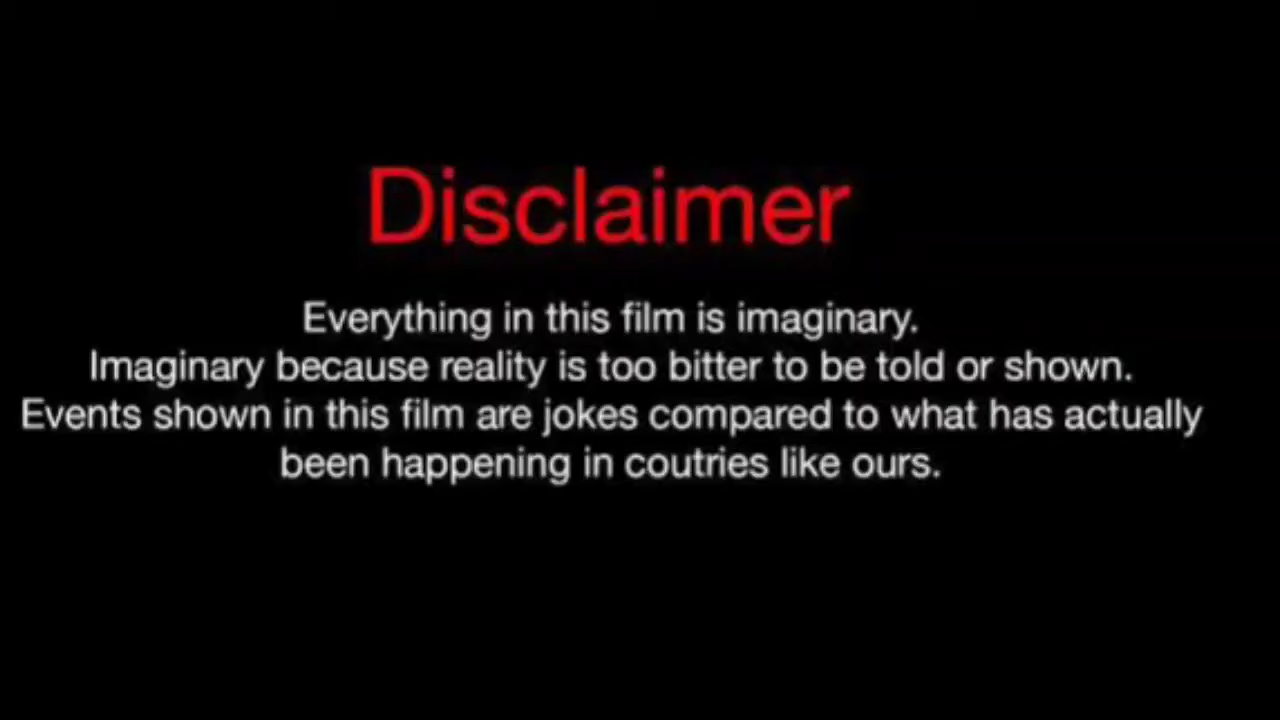 Disclaimer
Everything in this film is imaginary.
Imaginary because reality is too bitter to be told or shown.
Events shown in this film are jokes compared to what has actually
been happening in coutries like ours.